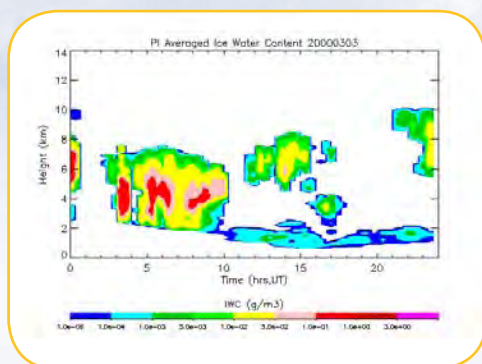 PI Averaged Ice Water Content 20000303
14
12
10
8
6
4
2
0
Height (km)
0 5 10 15 20
Time (hrs,UT)
IWC (g/m3)
1.0e-05 1.0e-04 1.0e-03 3.0e-03 1.0e-02 3.0e-02 1.0e-01 1.0e+00 3.0e+00